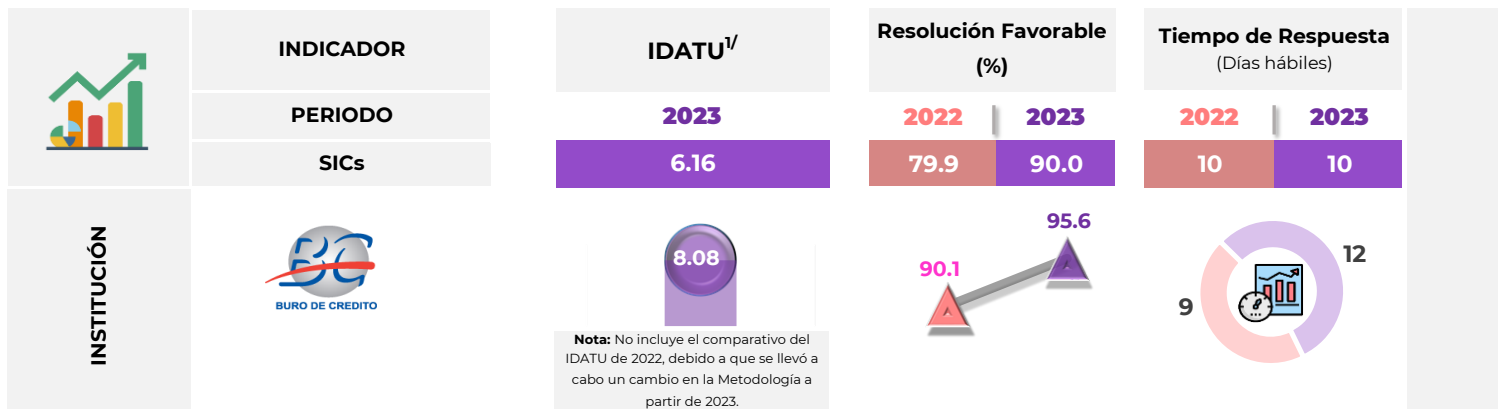 INDICADOR
IDATU1/
Resolución Favorable
(%)
Tiempo de Respuesta
(Días hábiles)
PERIODO
2023
2022
2023
2022
2023
SICs
6.16
79.9
90.0
10
10
INSTITUCIÓN
BC
BURO DE CREDITO
8.08
90.1
95.6
9
12
Nota: No incluye el comparativo del
IDATU de 2022, debido a que se llevó a
cabo un cambio en la Metodología a
partir de 2023.